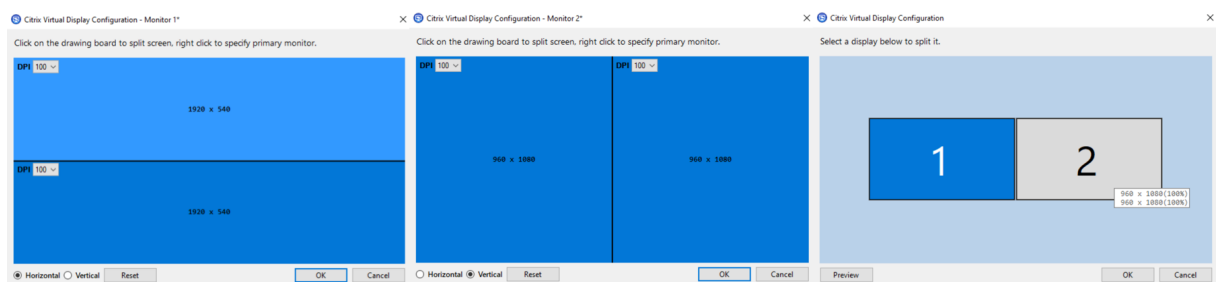 Citrix Virtual Display Configuration - Monitor 1*
Click on the drawing board to split screen, right click to specify primary monitor.
DPI 100
1920 x 540
DPI 100
1920 x 540
Horizontal Vertical Reset OK Cancel
Citrix Virtual Display Configuration - Monitor 2*
Click on the drawing board to split screen, right click to specify primary monitor.
DPI 100 DPI 100
960 x 1080 960 x 1080
Horizontal Vertical Reset OK Cancel
Citrix Virtual Display Configuration
Select a display below to split it.
1 2
960 x 1080(100%)
960 x 1080(100%)
Preview OK Cancel